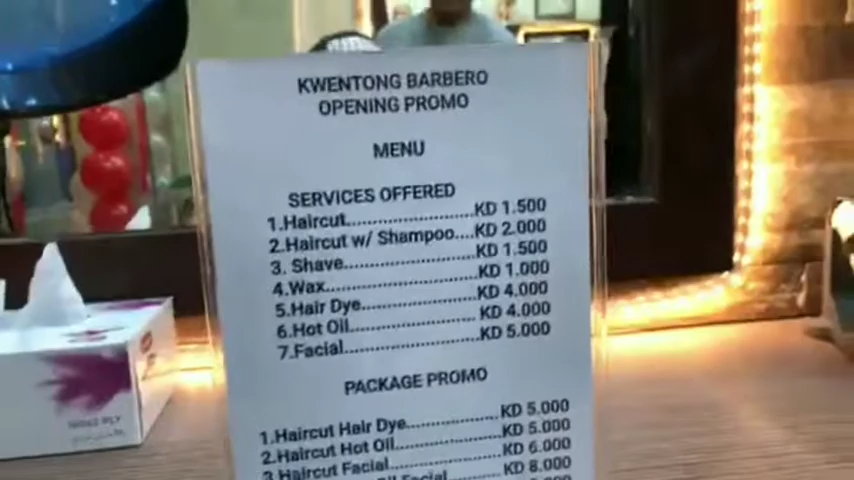 KWENTONG BARBERO
OPENING PROMO
MENU
SERVICES OFFERED
1.Haircut....................KD 1.500
2.Haircut w/ Shampoo....KD 2.000
3. Shave.....................KD 1.500
4.Wax........................KD 1.000
5.Hair Dye..................KD 4.000
6.Hot Oil.................... KD 4.000
7.Facial......................KD 5.000
PACKAGE PROMO
1.Haircut Hair Dye................KD 5.000
2.Haircut Hot Oil..................KD 5.000
3.Haircut Facial...................KD 6.000
Facial..................KD 8.000